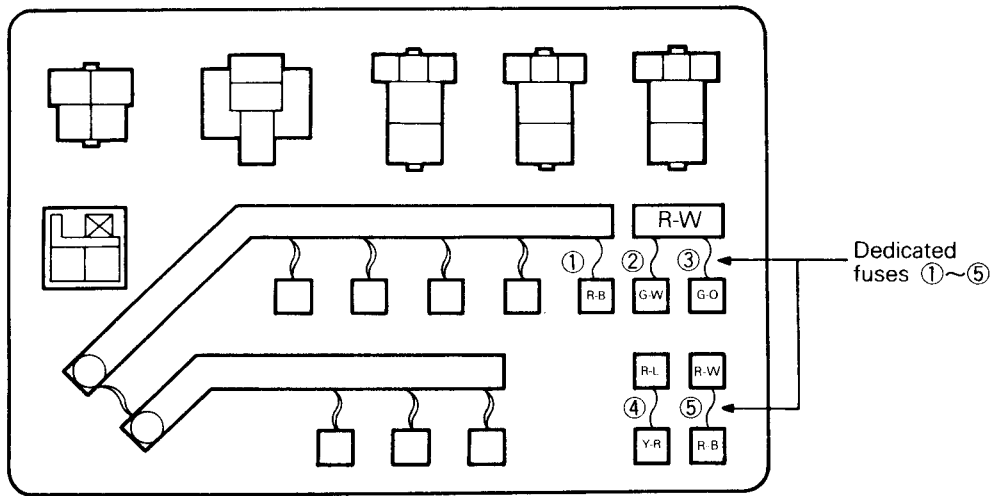 R-W
① ② ③
Dedicated
fuses ①~⑤
R-B G-W G-O
R-L R-W
④ ⑤
Y-R R-B